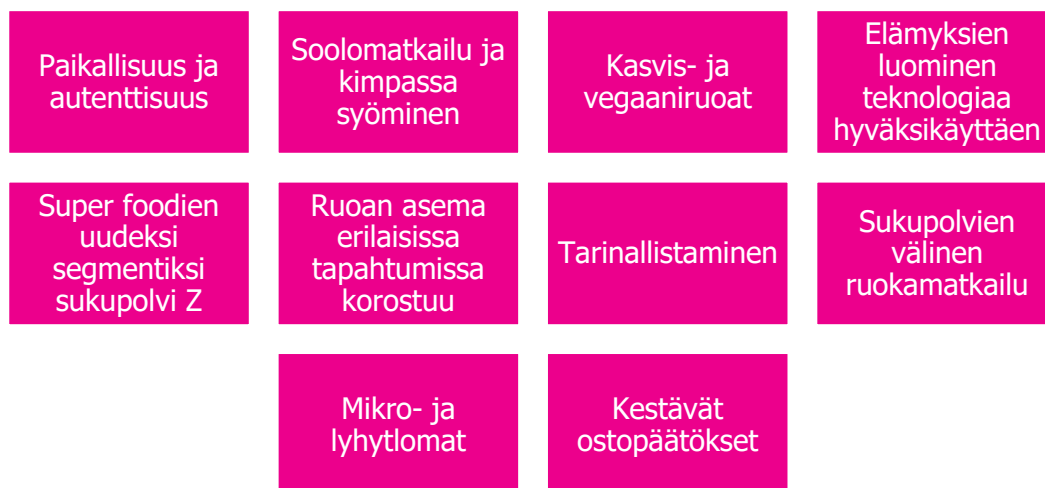 Paikallisuus ja
autenttisuus
Soolomatkailu ja
kimpassa
syöminen
Kasvis- ja
vegaaniruoat
Elämyksien
luominen
teknologiaa
hyväksikäyttäen
Super foodien
uudeksi
segmentiksi
sukupolvi Z
Ruoan asema
erilaisissa
tapahtumissa
korostuu
Tarinallistaminen
Sukupolvien
välinen
ruokamatkailu
Mikro- ja
lyhytlomat
Kestävät
ostopäätökset